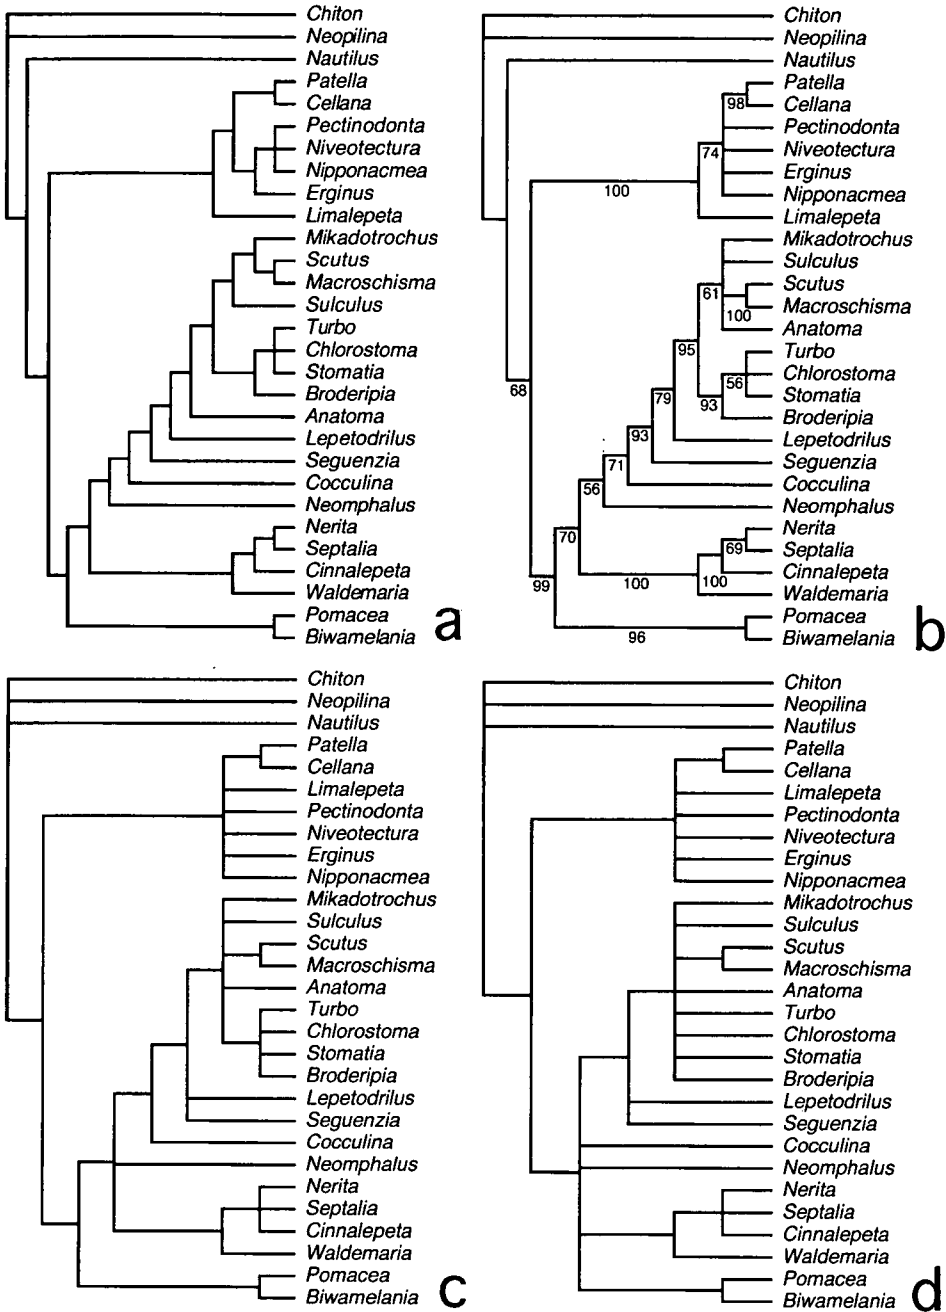 Chiton
Neopilina
Nautilus
Patella
Cellana
Pectinodonta
Niveotectura
Nipponacmea
Erginus
Limalepeta
Mikadotrochus
Scutus
Macroschisma
Sulculus
Turbo
Chlorostoma
Stomatia
Broderipia
Anatoma
Lepetodrilus
Seguenzia
Cocculina
Neomphalus
Nerita
Septalia
Cinnalepeta
Waldemaria
Pomacea
Biwamelania
a
Chiton
Neopilina
Nautilus
Patella
98 Cellana
Pectinodonta
74 Niveotectura
Erginus
100 Nipponacmea
Limalepeta
Mikadotrochus
Sulculus
Scutus
61 Macroschisma
100 Anatoma
95 Turbo
Chlorostoma
56 Stomatia
68 79 93 Broderipia
93 Lepetodrilus
71 Seguenzia
56 Cocculina
Neomphalus
70 Nerita
69 Septalia
99 100 100 Cinnalepeta
Waldemaria
Pomacea
96 Biwamelania
b
Chiton
Neopilina
Nautilus
Patella
Cellana
Limalepeta
Pectinodonta
Niveotectura
Erginus
Nipponacmea
Mikadotrochus
Sulculus
Scutus
Macroschisma
Anatoma
Turbo
Chlorostoma
Stomatia
Broderipia
Lepetodrilus
Seguenzia
Cocculina
Neomphalus
Nerita
Septalia
Cinnalepeta
Waldemaria
Pomacea
Biwamelania
c
Chiton
Neopilina
Nautilus
Patella
Cellana
Limalepeta
Pectinodonta
Niveotectura
Erginus
Nipponacmea
Mikadotrochus
Sulculus
Scutus
Macroschisma
Anatoma
Turbo
Chlorostoma
Stomatia
Broderipia
Lepetodrilus
Seguenzia
Cocculina
Neomphalus
Nerita
Septalia
Cinnalepeta
Waldemaria
Pomacea
Biwamelania
d